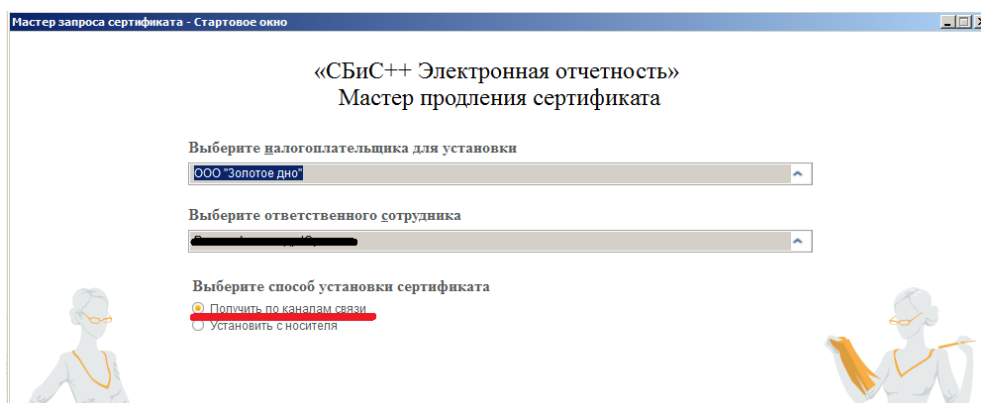 Мастер запроса сертификата - Стартовое окно
«СБиС++ Электронная отчетность»
Мастер продления сертификата
Выберите налогоплательщика для установки
ООО "Золотое дно"
Выберите ответственного сотрудника
Выберите способ установки сертификата
Получить по каналам связи
Установить с носителя